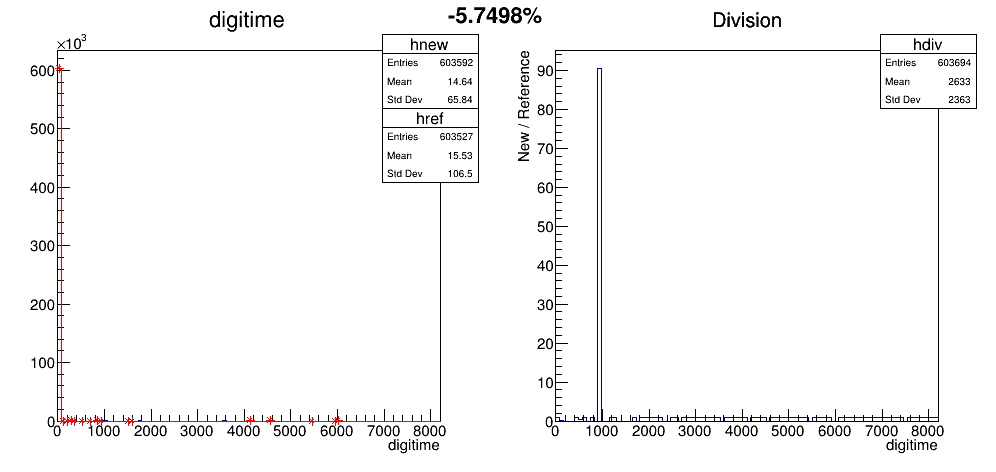 digitime
-5.7498%
Division
×10³
hnew
Entries 603592
Mean 14.64
Std Dev 65.84
href
Entries 603527
Mean 15.53
Std Dev 106.5
600
500
400
300
200
100
0
0 1000 2000 3000 4000 5000 6000 7000 8000
digitime
hdiv
Entries 603694
Mean 2633
Std Dev 2363
New / Reference
90
80
70
60
50
40
30
20
10
0
0 1000 2000 3000 4000 5000 6000 7000 8000
digitime